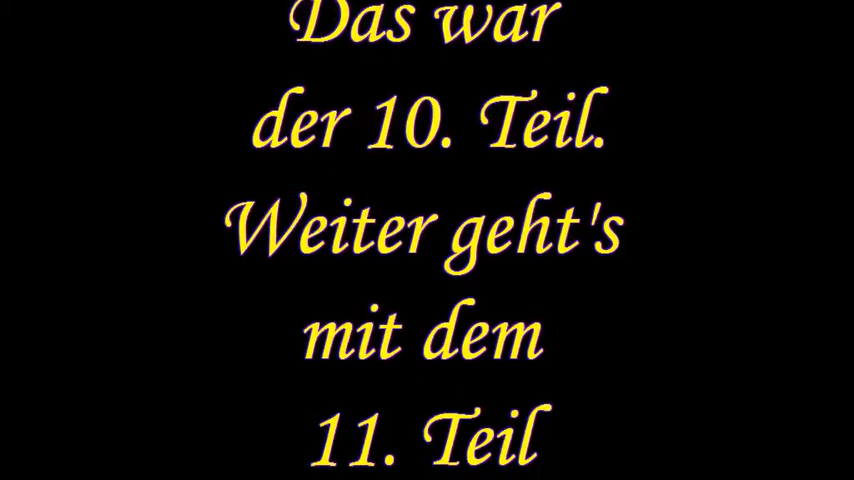 Das war
der 10. Teil.
Weiter geht's
mit dem
11. Teil